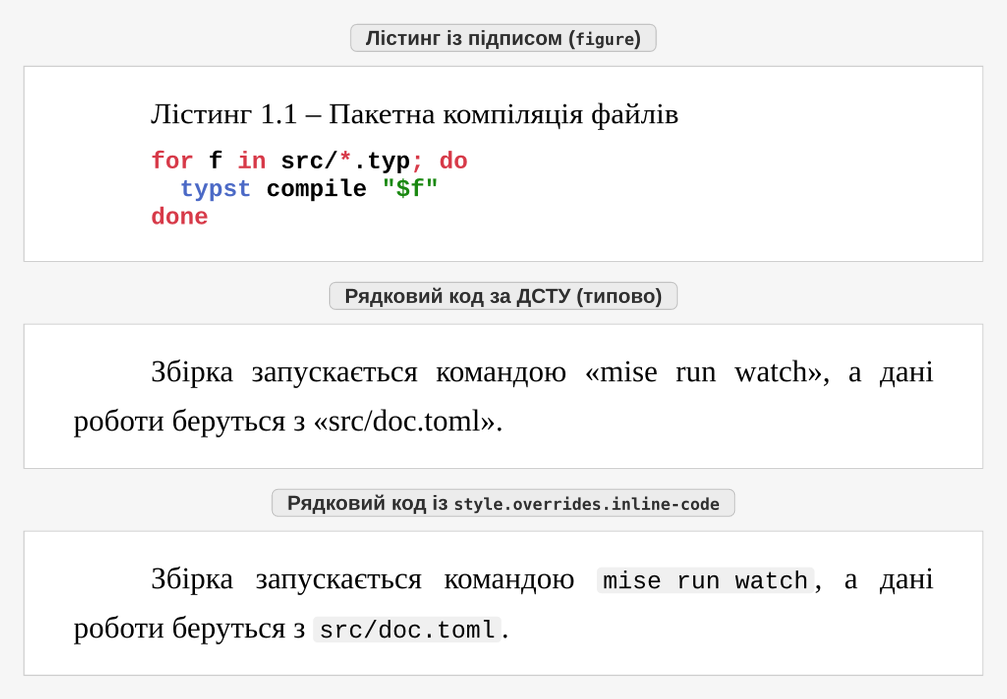 Лістинг із підписом (figure)
Лістинг 1.1 – Пакетна компіляція файлів
for f in src/*.typ; do
  typst compile "$f"
done
Рядковий код за ДСТУ (типово)
Збірка запускається командою «mise run watch», а дані
роботи беруться з «src/doc.toml».
Рядковий код із style.overrides.inline-code
Збірка запускається командою mise run watch, а дані
роботи беруться з src/doc.toml.